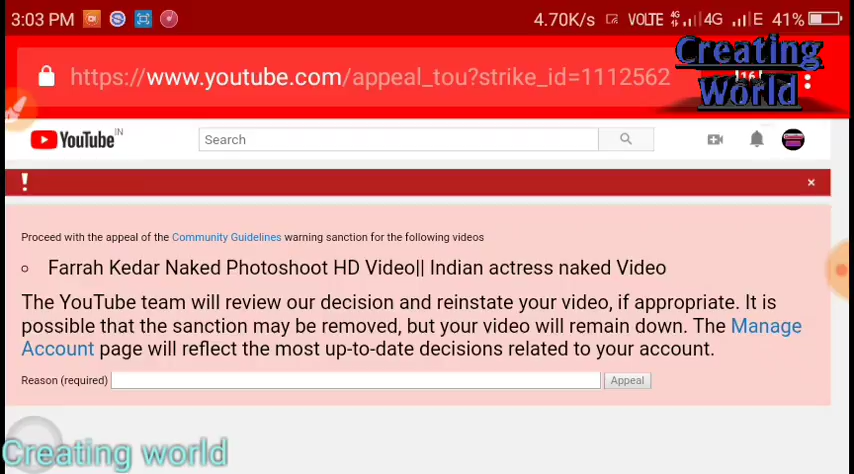 3:03 PM 4.70K/s VOLTE 4G 4G E 41%
Creating
World
https://www.youtube.com/appeal_tou?strike_id=1112562
16
YouTube IN Search
Proceed with the appeal of the Community Guidelines warning sanction for the following videos
Farrah Kedar Naked Photoshoot HD Video|| Indian actress naked Video
The YouTube team will review our decision and reinstate your video, if appropriate. It is
possible that the sanction may be removed, but your video will remain down. The Manage
Account page will reflect the most up-to-date decisions related to your account.
Reason (required) Appeal
Creating world